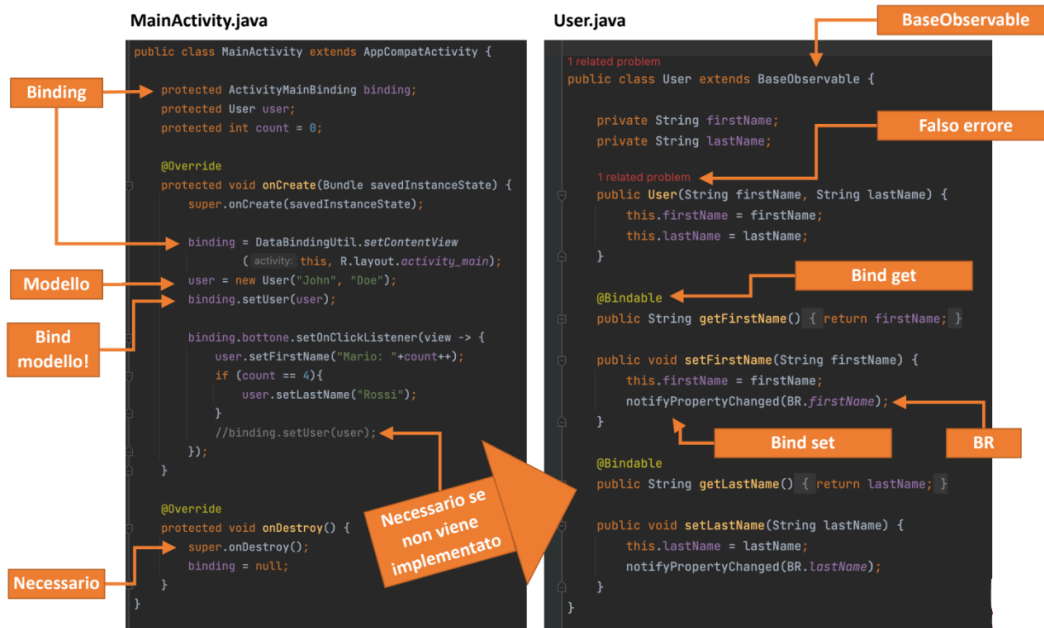 MainActivity.java
public class MainActivity extends AppCompatActivity {
protected ActivityMainBinding binding;
protected User user;
protected int count = 0;
@Override
protected void onCreate(Bundle savedInstanceState) {
super.onCreate(savedInstanceState);
binding = DataBindingUtil.setContentView
( activity: this, R.layout.activity_main);
user = new User("John", "Doe");
binding.setUser(user);
binding.bottone.setOnClickListener(view -> {
user.setFirstName("Mario: "+count++);
if (count == 4){
user.setLastName("Rossi");
}
//binding.setUser(user);
});
}
@Override
protected void onDestroy() {
super.onDestroy();
binding = null;
}
}
Binding
Modello
Bind
modello!
Necessario
Necessario se
non viene
implementato
User.java
1 related problem
public class User extends BaseObservable {
private String firstName;
private String lastName;
1 related problem
public User(String firstName, String lastName) {
this.firstName = firstName;
this.lastName = lastName;
}
@Bindable
public String getFirstName() { return firstName; }
public void setFirstName(String firstName) {
this.firstName = firstName;
notifyPropertyChanged(BR.firstName);
}
@Bindable
public String getLastName() { return lastName; }
public void setLastName(String lastName) {
this.lastName = lastName;
notifyPropertyChanged(BR.lastName);
}
}
BaseObservable
Falso errore
Bind get
Bind set
BR